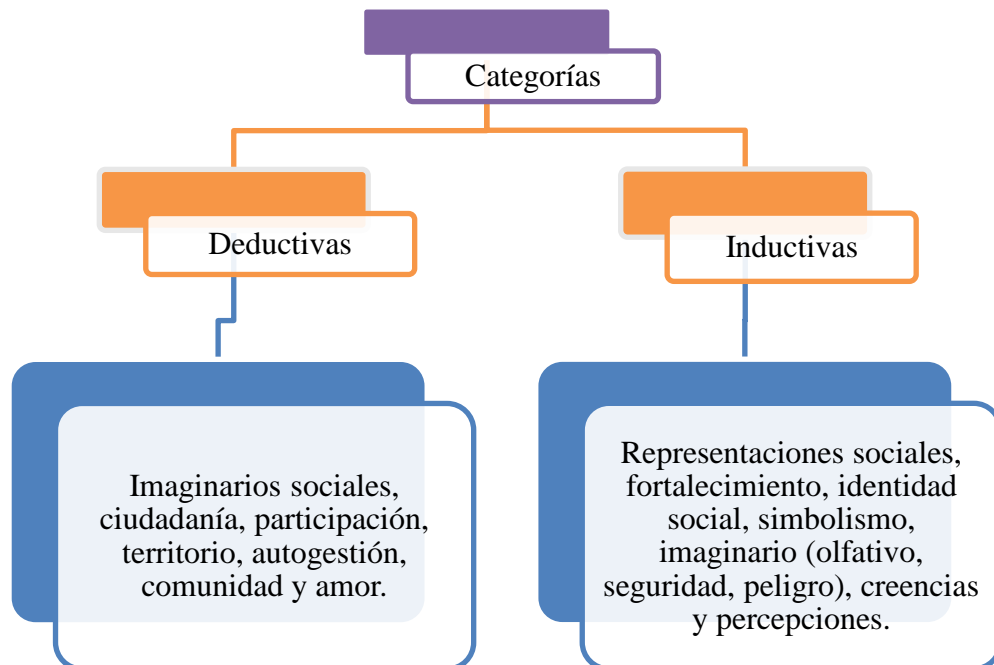 Categorías
Deductivas
Inductivas
Imaginarios sociales,
ciudadanía, participación,
territorio, autogestión,
comunidad y amor.
Representaciones sociales,
fortalecimiento, identidad
social, simbolismo,
imaginario (olfativo,
seguridad, peligro), creencias
y percepciones.